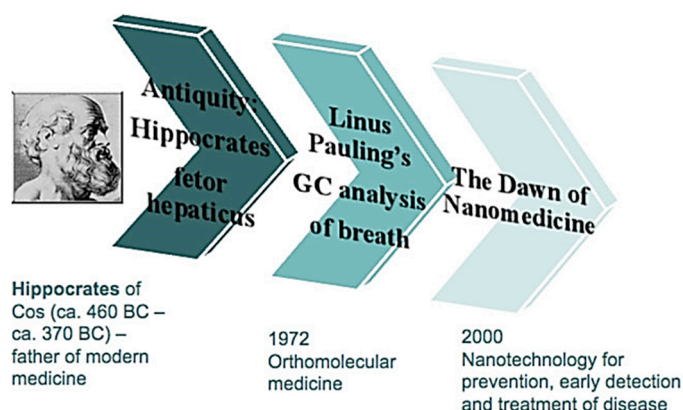 Antiquity:
Hippocrates
fetor
hepaticus
Linus
Pauling's
GC analysis
of breath
The Dawn of
Nanomedicine
Hippocrates of
Cos (ca. 460 BC –
ca. 370 BC) –
father of modern
medicine
1972
Orthomolecular
medicine
2000
Nanotechnology for
prevention, early detection
and treatment of disease